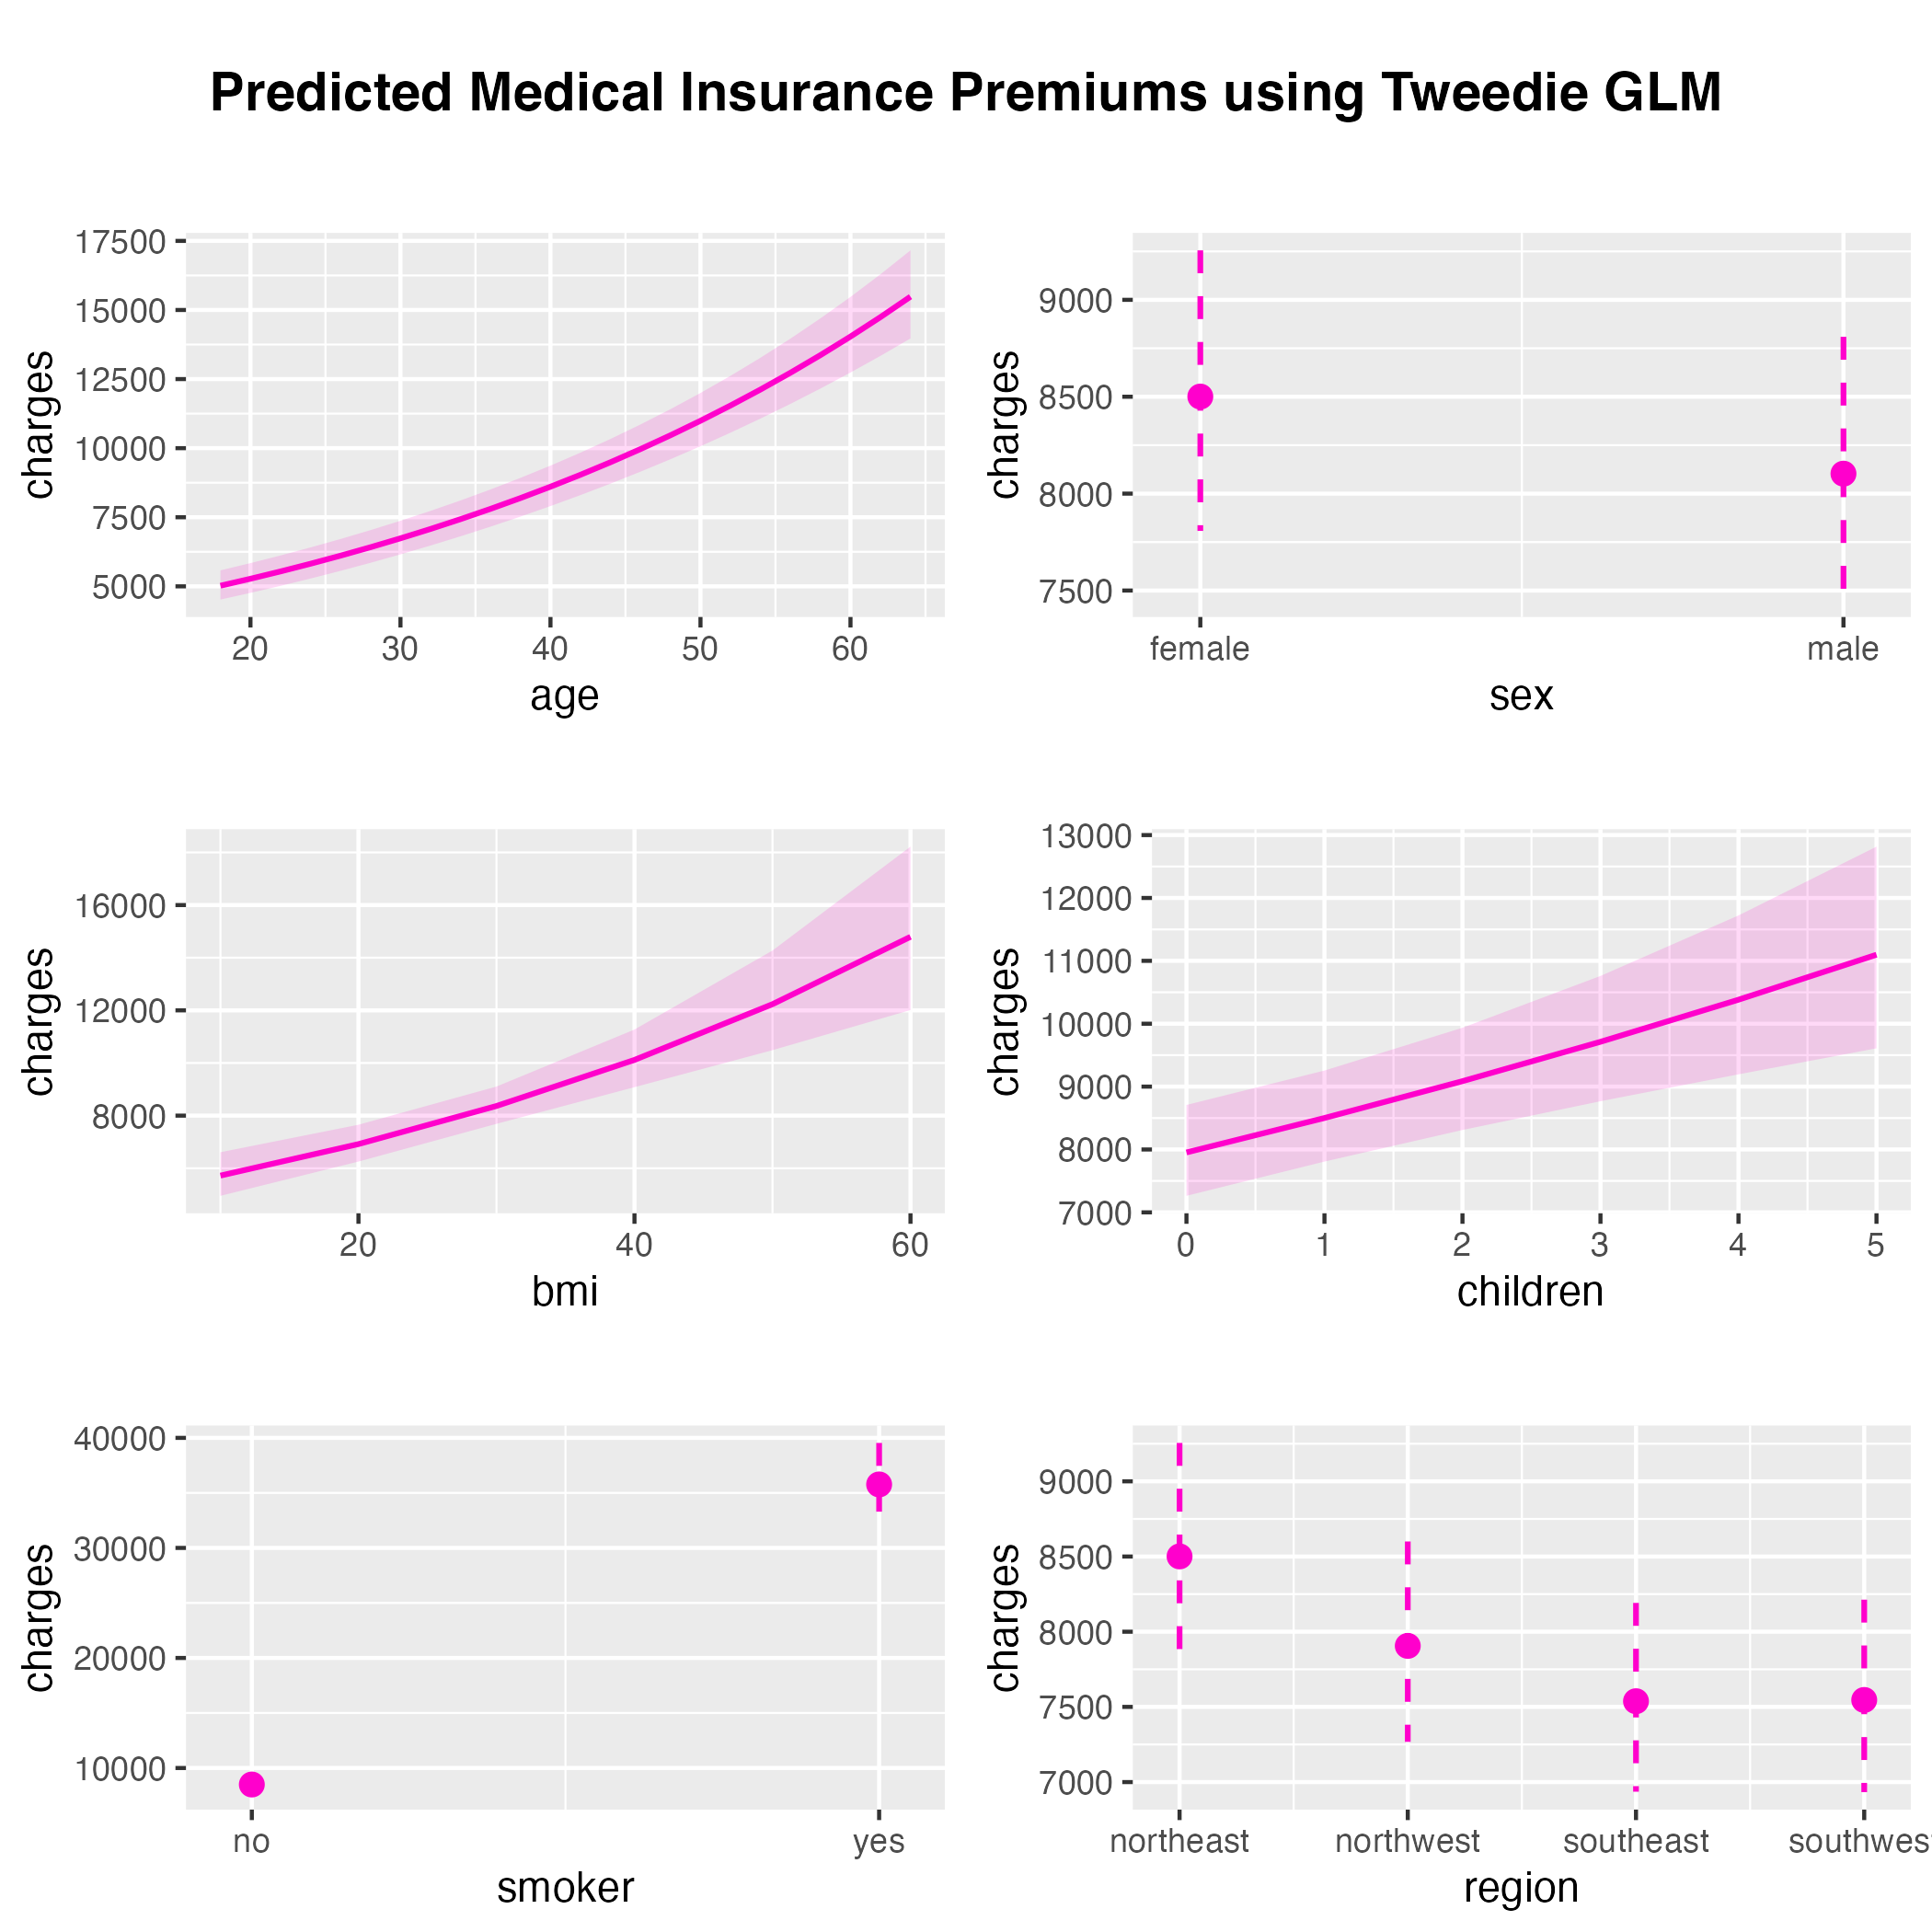 Predicted Medical Insurance Premiums using Tweedie GLM
17500
15000
12500
10000
7500
5000
charges
20 30 40 50 60
age
9000
8500
8000
7500
charges
female male
sex
16000
12000
8000
charges
20 40 60
bmi
13000
12000
11000
10000
9000
8000
7000
charges
0 1 2 3 4 5
children
40000
30000
20000
10000
charges
no yes
smoker
9000
8500
8000
7500
7000
charges
northeast northwest southeast southwes
region